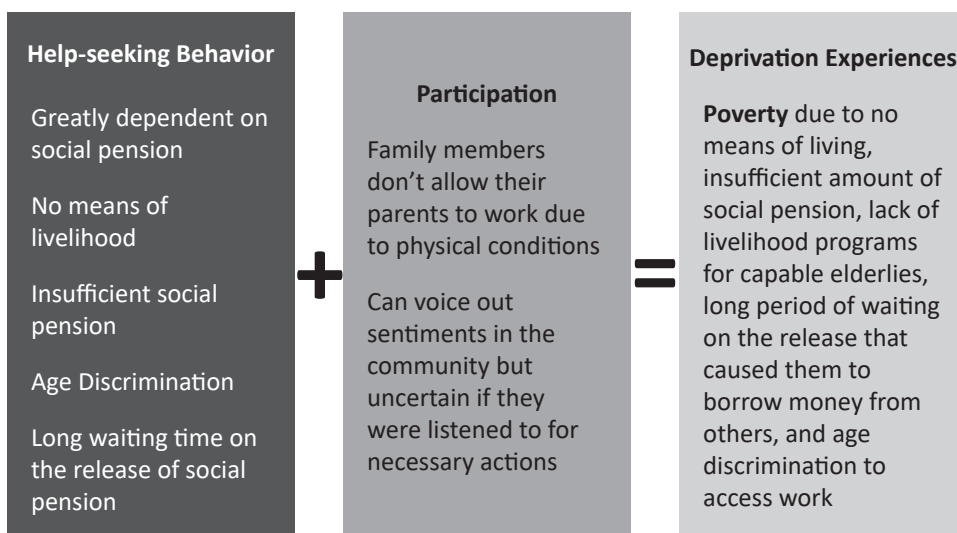 Help-seeking Behavior
Greatly dependent on
social pension
No means of
livelihood
Insufficient social
pension
Age Discrimination
Long waiting time on
the release of social
pension
+
Participation
Family members
don’t allow their
parents to work due
to physical conditions
Can voice out
sentiments in the
community but
uncertain if they
were listened to for
necessary actions
=
Deprivation Experiences
Poverty due to no
means of living,
insufficient amount of
social pension, lack of
livelihood programs
for capable elderlies,
long period of waiting
on the release that
caused them to
borrow money from
others, and age
discrimination to
access work